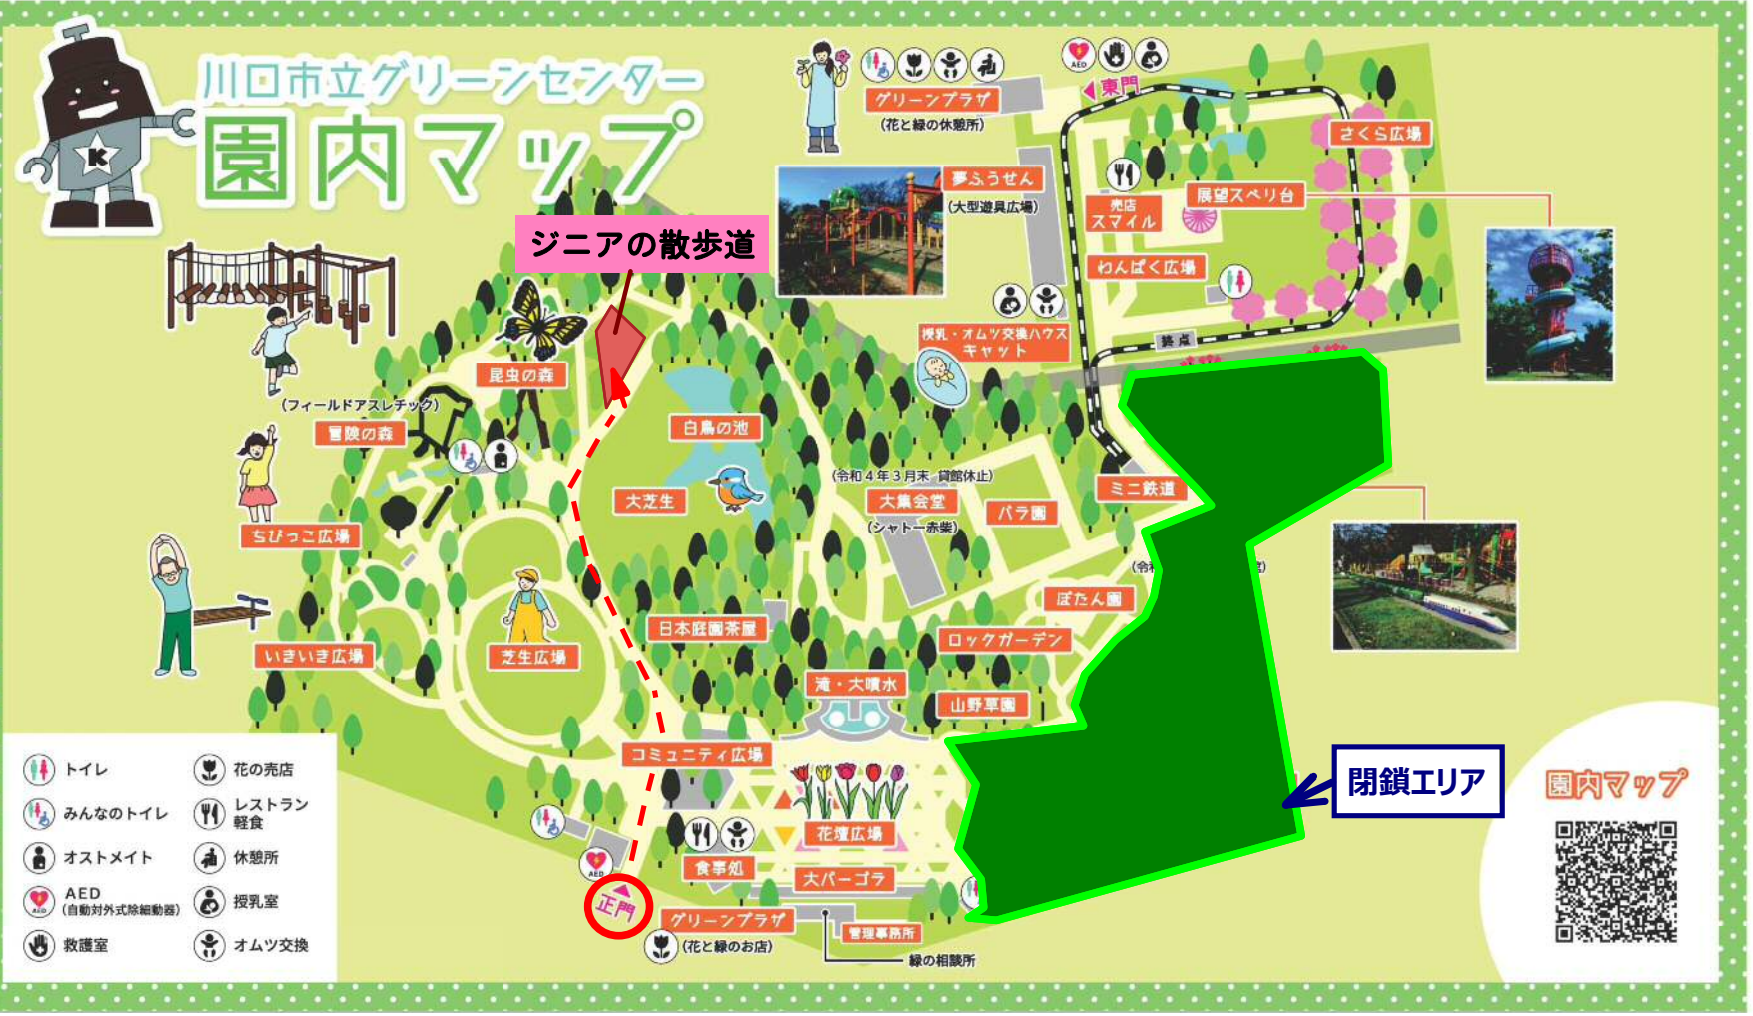 川口市立グリーンセンター
園内マップ
K
ジニアの散歩道
グリーンプラザ
(花と緑の休憩所)
AED
東門
さくら広場
夢ふうせん
(大型遊具広場)
売店
スマイル
展望スベリ台
わんぱく広場
授乳・オムツ交換ハウス
キャット
終点
昆虫の森
(フィールドアスレチック)
冒険の森
白鳥の池
大芝生
(令和4年3月末 貸館休止)
大集会堂
(シャトー赤柴)
バラ園
ミニ鉄道
ちびっこ広場
(令和
ぼたん園
日本庭園茶屋
ロックガーデン
いきいき広場
芝生広場
滝・大噴水
山野草園
コミュニティ広場
花壇広場
食事処
大パーゴラ
AED
正門
グリーンプラザ
(花と緑のお店)
管理事務所
緑の相談所
閉鎖エリア
園内マップ
トイレ
花の売店
みんなのトイレ
レストラン
軽食
オストメイト
休憩所
AED
AED
(自動対外式除細動器)
授乳室
救護室
オムツ交換